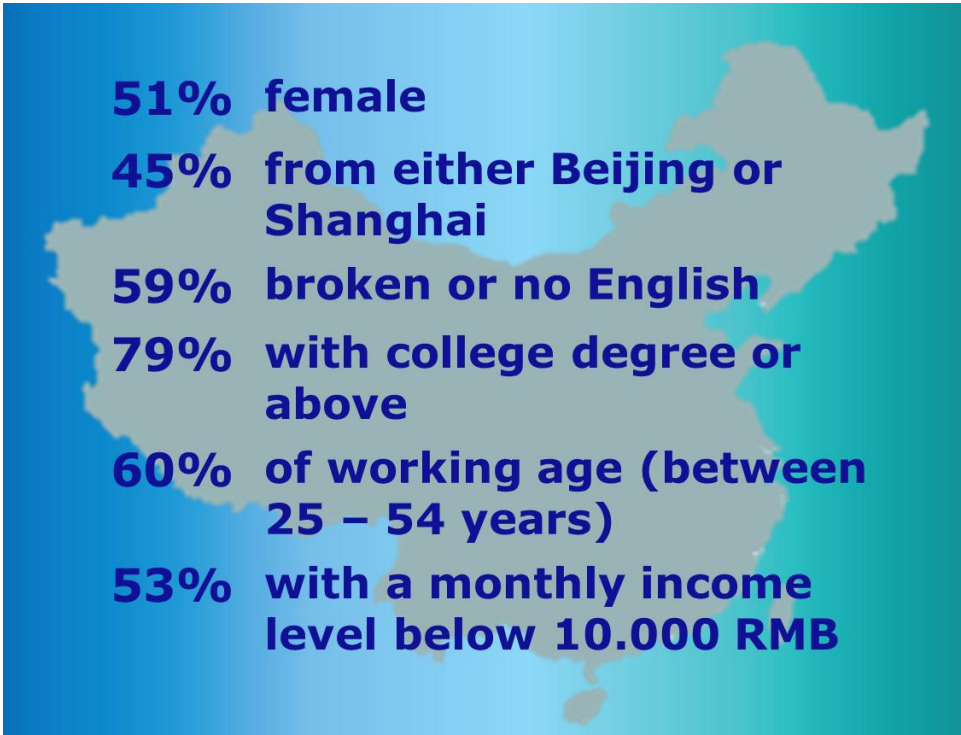 51% female
45% from either Beijing or
Shanghai
59% broken or no English
79% with college degree or
above
60% of working age (between
25 – 54 years)
53% with a monthly income
level below 10.000 RMB